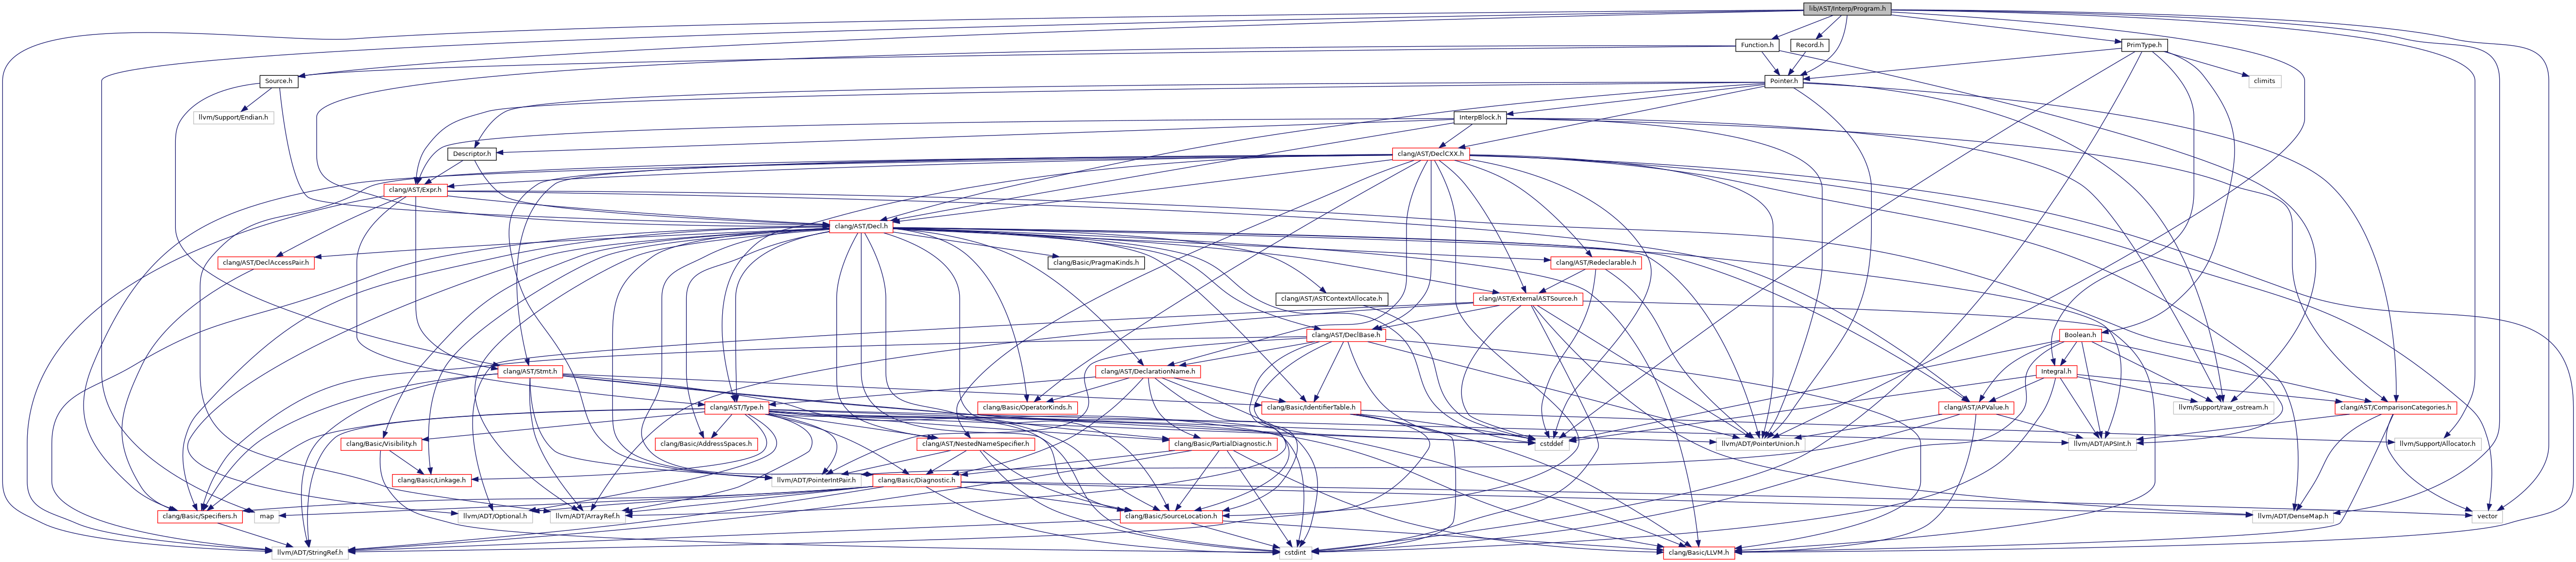 lib/AST/Interp/Program.h
Function.h
Record.h
PrimType.h
Source.h
Pointer.h
climits
llvm/Support/Endian.h
InterpBlock.h
Descriptor.h
clang/AST/DeclCXX.h
clang/AST/Expr.h
clang/AST/Decl.h
clang/AST/DeclAccessPair.h
clang/Basic/PragmaKinds.h
clang/AST/Redeclarable.h
clang/AST/ASTContextAllocate.h
clang/AST/ExternalASTSource.h
clang/AST/DeclBase.h
Boolean.h
clang/AST/Stmt.h
clang/AST/DeclarationName.h
Integral.h
clang/AST/Type.h
clang/Basic/OperatorKinds.h
clang/Basic/IdentifierTable.h
clang/AST/APValue.h
llvm/Support/raw_ostream.h
clang/AST/ComparisonCategories.h
clang/Basic/Visibility.h
clang/Basic/AddressSpaces.h
clang/AST/NestedNameSpecifier.h
clang/Basic/PartialDiagnostic.h
cstddef
llvm/ADT/PointerUnion.h
llvm/ADT/APSInt.h
llvm/Support/Allocator.h
clang/Basic/Linkage.h
llvm/ADT/PointerIntPair.h
clang/Basic/Diagnostic.h
clang/Basic/Specifiers.h
map
llvm/ADT/Optional.h
llvm/ADT/ArrayRef.h
clang/Basic/SourceLocation.h
llvm/ADT/DenseMap.h
vector
llvm/ADT/StringRef.h
cstdint
clang/Basic/LLVM.h